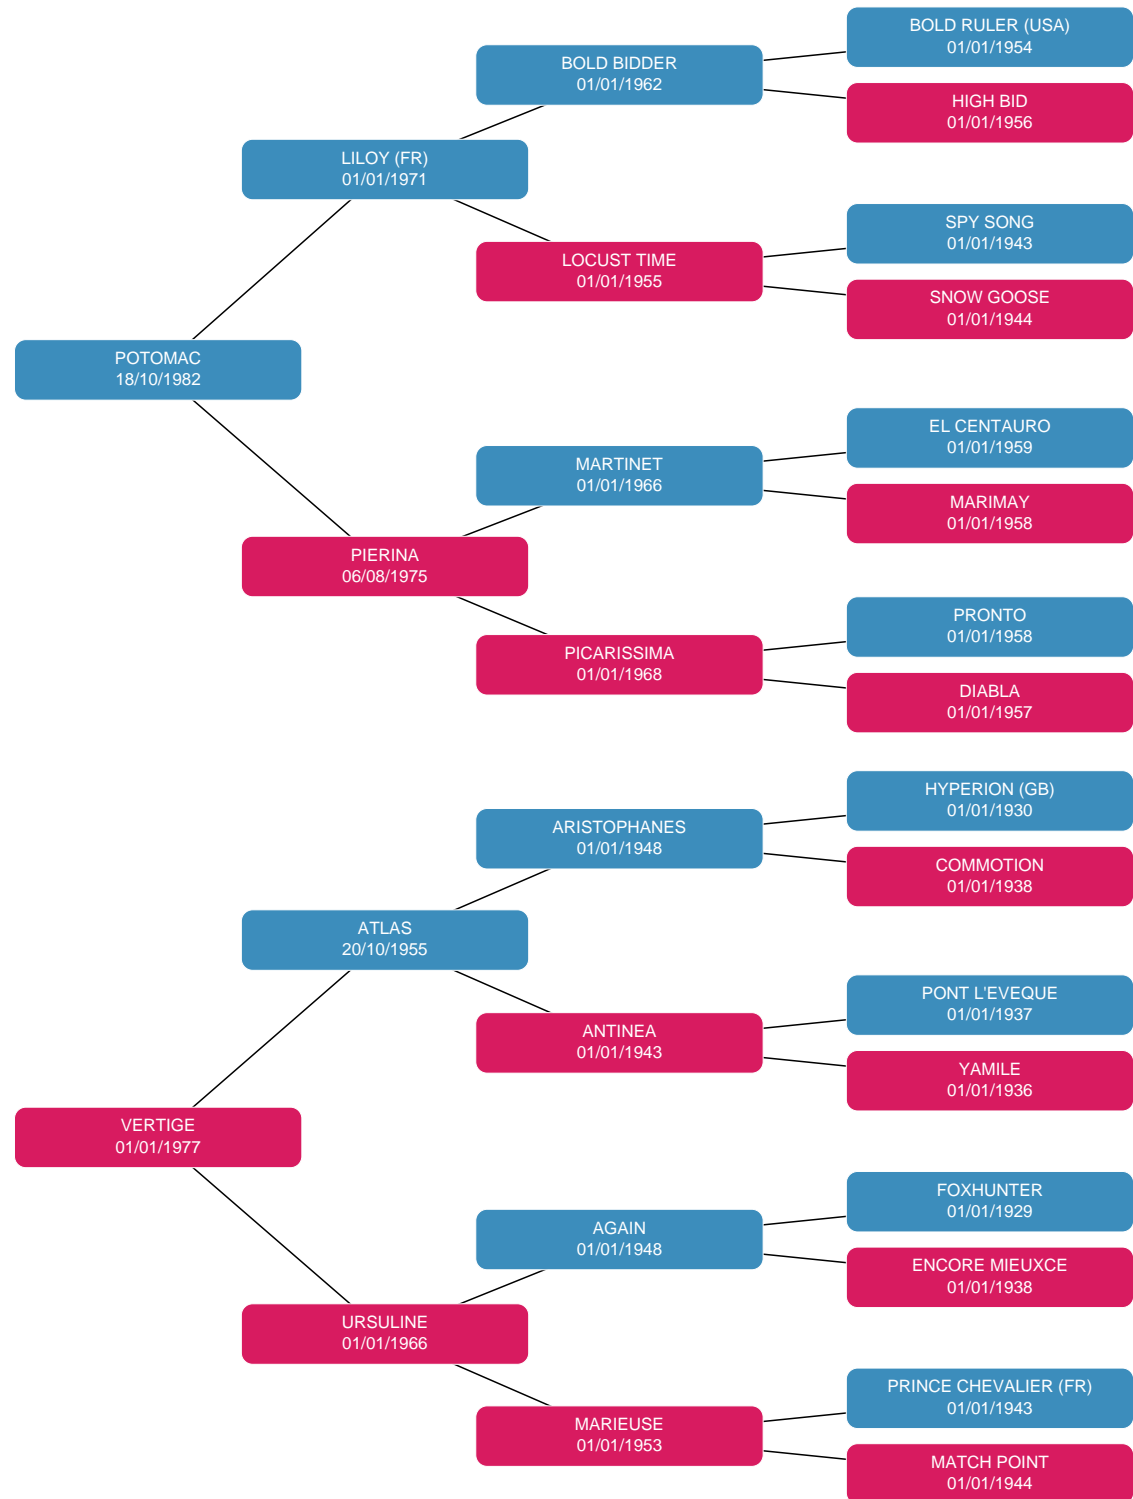 BOLD RULER (USA)
01/01/1954
BOLD BIDDER
01/01/1962
HIGH BID
01/01/1956
LILOY (FR)
01/01/1971
SPY SONG
01/01/1943
LOCUST TIME
01/01/1955
SNOW GOOSE
01/01/1944
POTOMAC
18/10/1982
EL CENTAURO
01/01/1959
MARTINET
01/01/1966
MARIMAY
01/01/1958
PIERINA
06/08/1975
PRONTO
01/01/1958
PICARISSIMA
01/01/1968
DIABLA
01/01/1957
HYPERION (GB)
01/01/1930
ARISTOPHANES
01/01/1948
COMMOTION
01/01/1938
ATLAS
20/10/1955
PONT L'EVEQUE
01/01/1937
ANTINEA
01/01/1943
YAMILE
01/01/1936
VERTIGE
01/01/1977
FOXHUNTER
01/01/1929
AGAIN
01/01/1948
ENCORE MIEUXCE
01/01/1938
URSULINE
01/01/1966
PRINCE CHEVALIER (FR)
01/01/1943
MARIEUSE
01/01/1953
MATCH POINT
01/01/1944